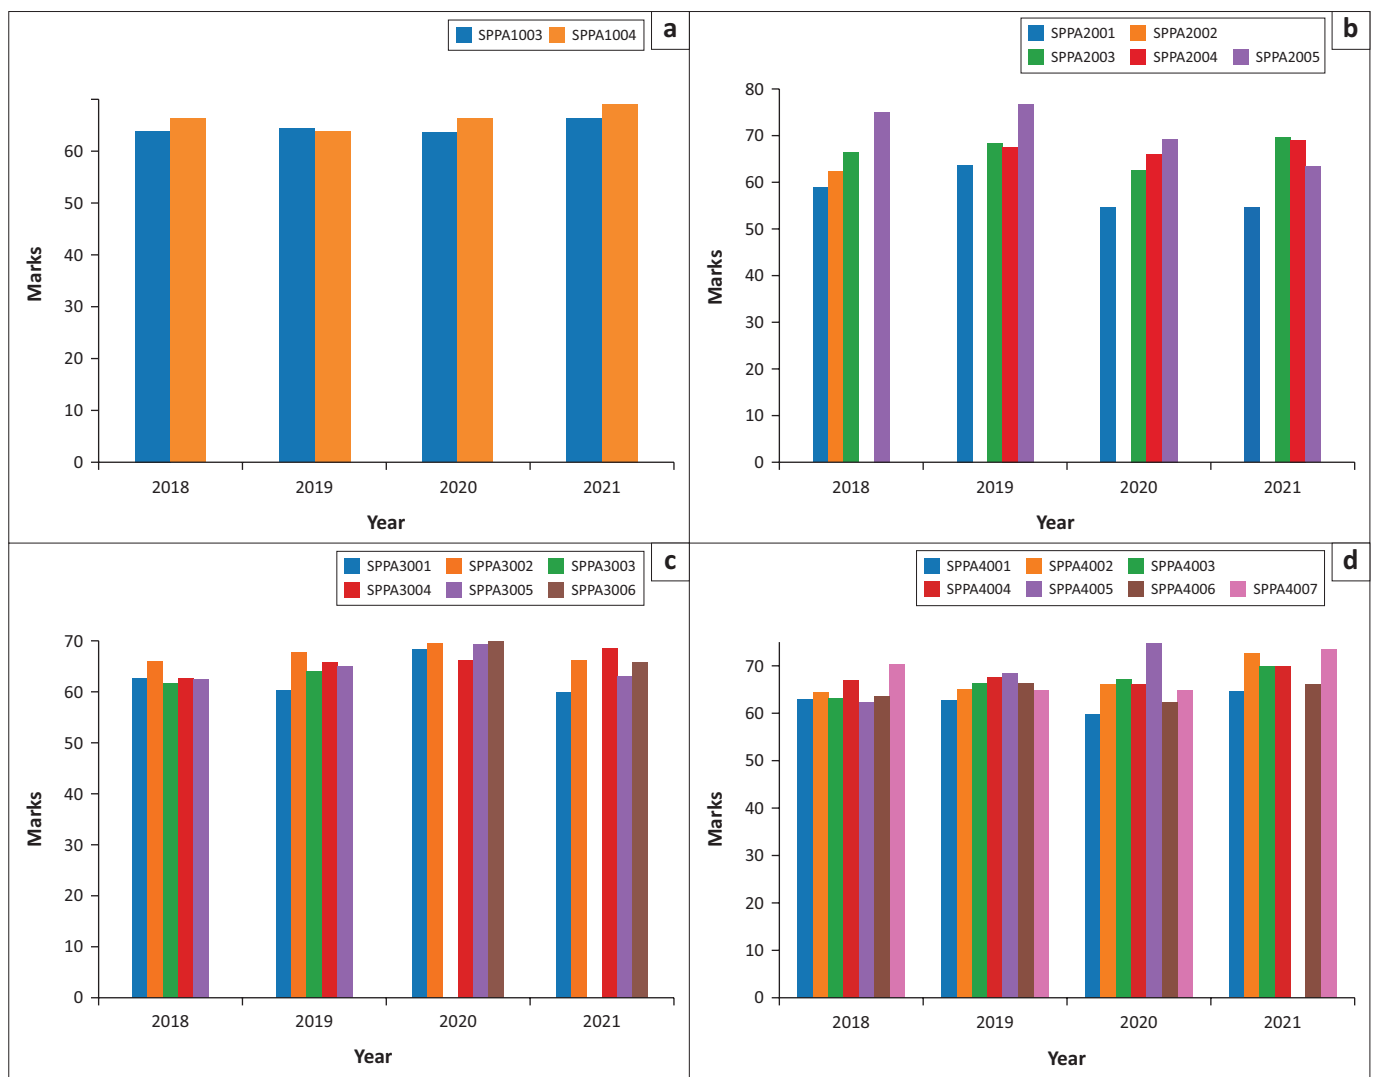 a
SPPA1003 SPPA1004
60
50
40
30
20
10
0
Marks
2018 2019 2020 2021
Year
b
SPPA2001 SPPA2002
SPPA2003 SPPA2004 SPPA2005
80
70
60
50
40
30
20
10
0
Marks
2018 2019 2020 2021
Year
c
SPPA3001 SPPA3002 SPPA3003
SPPA3004 SPPA3005 SPPA3006
70
60
50
40
30
20
10
0
Marks
2018 2019 2020 2021
Year
d
SPPA4001 SPPA4002 SPPA4003
SPPA4004 SPPA4005 SPPA4006 SPPA4007
70
60
50
40
30
20
10
0
Marks
2018 2019 2020 2021
Year